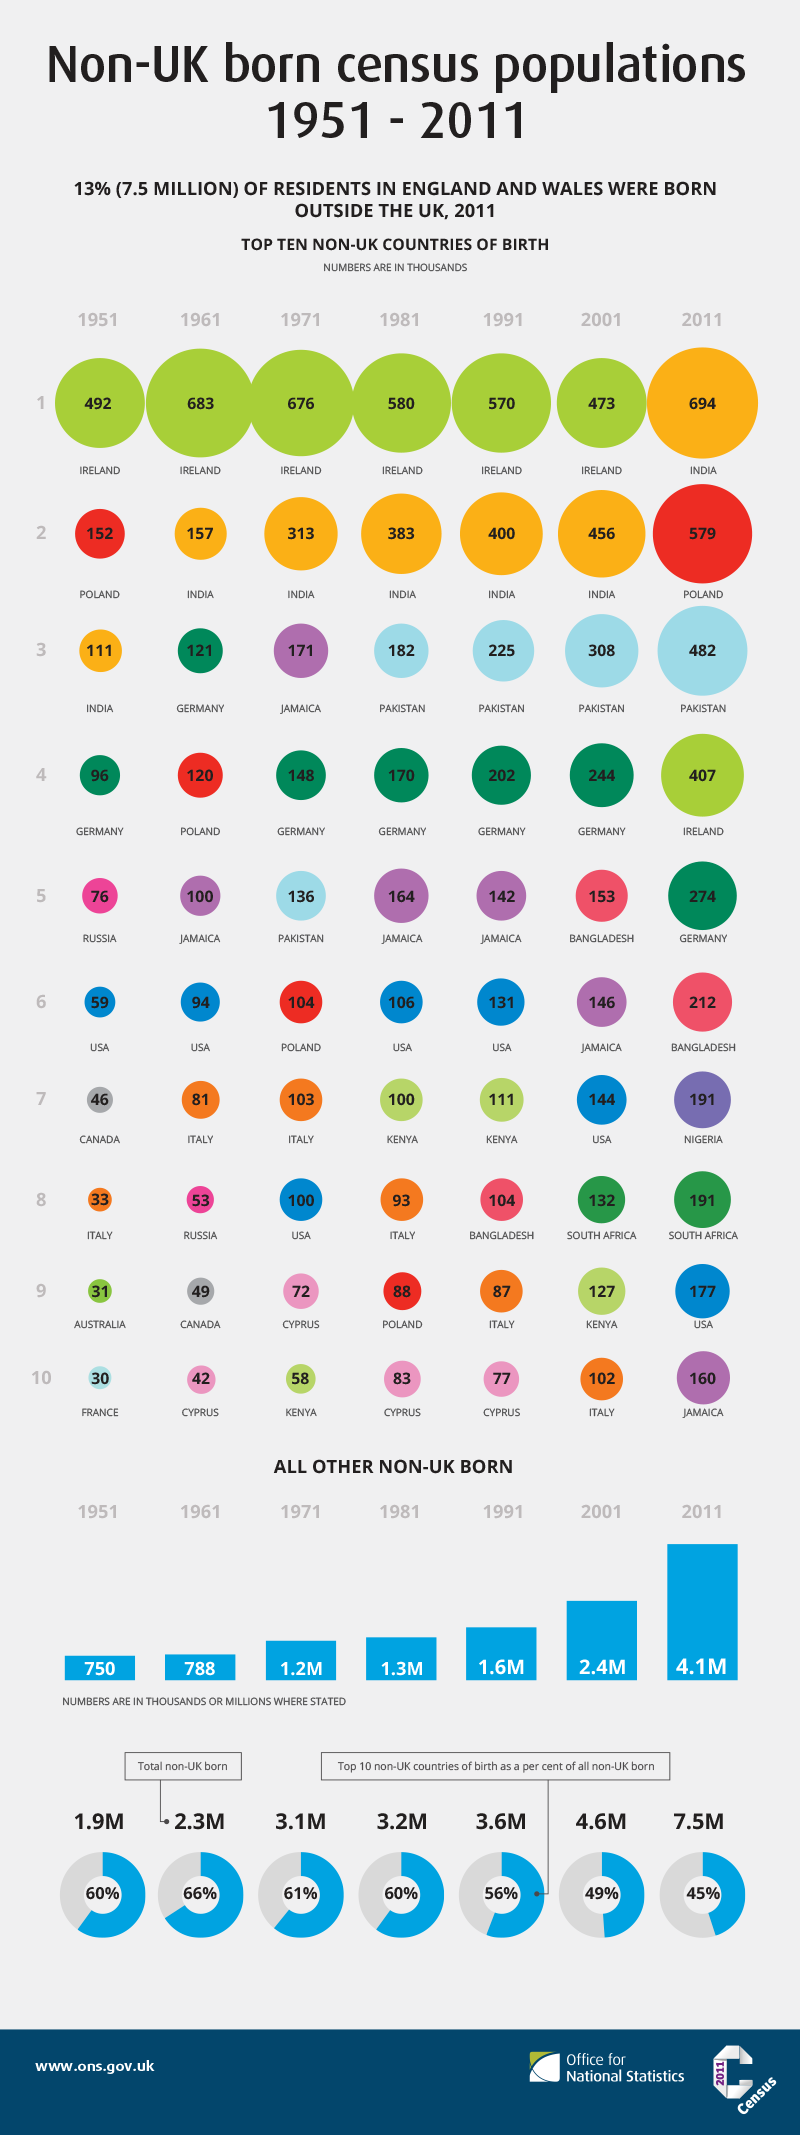 Non-UK born census populations
1951 - 2011
13% (7.5 MILLION) OF RESIDENTS IN ENGLAND AND WALES WERE BORN
OUTSIDE THE UK, 2011
TOP TEN NON-UK COUNTRIES OF BIRTH
NUMBERS ARE IN THOUSANDS
1951 1961 1971 1981 1991 2001 2011
1 492 683 676 580 570 473 694
IRELAND IRELAND IRELAND IRELAND IRELAND IRELAND INDIA
2 152 157 313 383 400 456 579
POLAND INDIA INDIA INDIA INDIA INDIA POLAND
3 111 121 171 182 225 308 482
INDIA GERMANY JAMAICA PAKISTAN PAKISTAN PAKISTAN PAKISTAN
4 96 120 148 170 202 244 407
GERMANY POLAND GERMANY GERMANY GERMANY GERMANY IRELAND
5 76 100 136 164 142 153 274
RUSSIA JAMAICA PAKISTAN JAMAICA JAMAICA BANGLADESH GERMANY
6 59 94 104 106 131 146 212
USA USA POLAND USA USA JAMAICA BANGLADESH
7 46 81 103 100 111 144 191
CANADA ITALY ITALY KENYA KENYA USA NIGERIA
8 33 53 100 93 104 132 191
ITALY RUSSIA USA ITALY BANGLADESH SOUTH AFRICA SOUTH AFRICA
9 31 49 72 88 87 127 177
AUSTRALIA CANADA CYPRUS POLAND ITALY KENYA USA
10 30 42 58 83 77 102 160
FRANCE CYPRUS KENYA CYPRUS CYPRUS ITALY JAMAICA
ALL OTHER NON-UK BORN
1951 1961 1971 1981 1991 2001 2011
750 788 1.2M 1.3M 1.6M 2.4M 4.1M
NUMBERS ARE IN THOUSANDS OR MILLIONS WHERE STATED
Total non-UK born
Top 10 non-UK countries of birth as a per cent of all non-UK born
1.9M 2.3M 3.1M 3.2M 3.6M 4.6M 7.5M
60% 66% 61% 60% 56% 49% 45%
www.ons.gov.uk
Office for
National Statistics
2011
Census